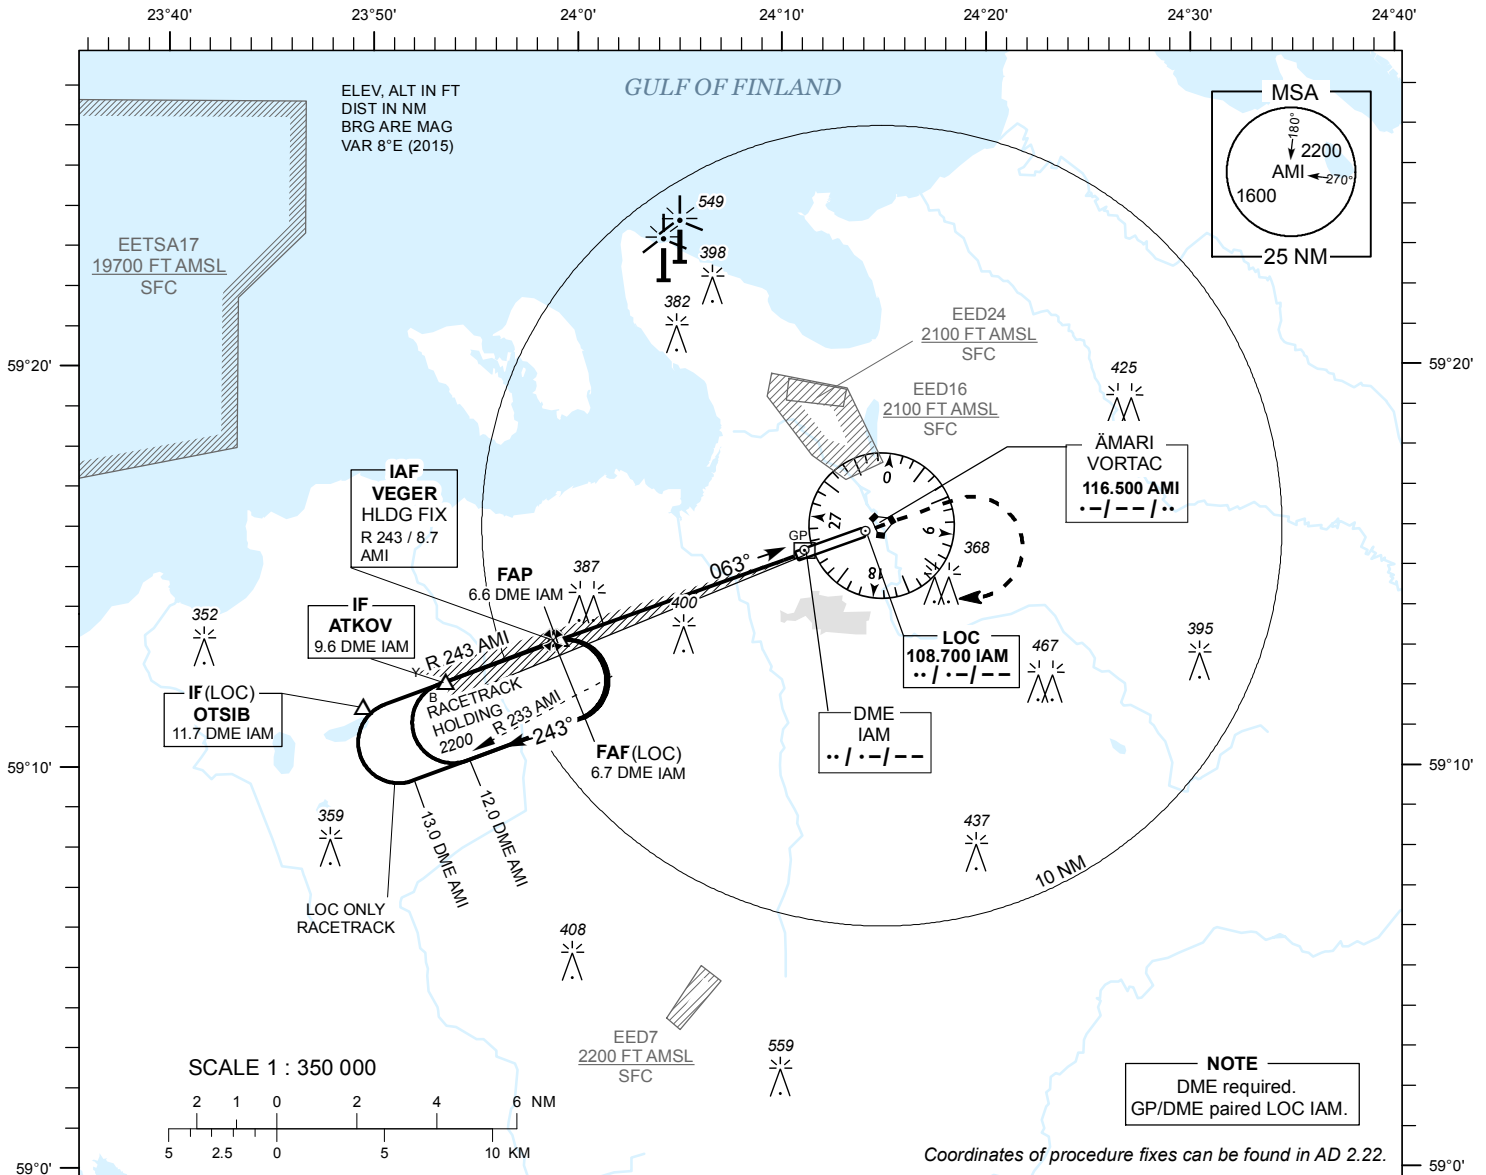 23°40'
23°50'
24°0'
24°10'
24°20'
24°30'
24°40'
ELEV, ALT IN FT
DIST IN NM
BRG ARE MAG
VAR 8°E (2015)
GULF OF FINLAND
MSA
180°
2200
AMI
270°
1600
25 NM
EETSA17
19700 FT AMSL
SFC
549
398
382
EED24
2100 FT AMSL
SFC
59°20'
59°20'
425
EED16
2100 FT AMSL
SFC
ÄMARI
VORTAC
116.500 AMI
·–/––/··
IAF
VEGER
HLDG FIX
R 243 / 8.7
AMI
0
27
9
18
GP
063°
368
FAP
6.6 DME IAM
387
400
352
IF
ATKOV
9.6 DME IAM
R 243 AMI
Y
B
LOC
108.700 IAM
··/·–/––
467
395
IF(LOC)
OTSIB
11.7 DME IAM
RACETRACK
HOLDING
2200
R 233 AMI
243°
FAF(LOC)
6.7 DME IAM
DME
IAM
··/·–/––
59°10'
59°10'
359
13.0 DME AMI
12.0 DME AMI
437
10 NM
LOC ONLY
RACETRACK
408
EED7
2200 FT AMSL
SFC
559
SCALE 1 : 350 000
2 1 0 2 4 6 NM
5 2.5 0 5 10 KM
NOTE
DME required.
GP/DME paired LOC IAM.
Coordinates of procedure fixes can be found in AD 2.22.
59°0'
59°0'